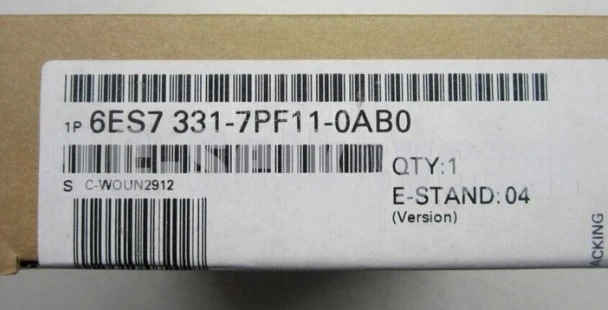 1P 6ES7 331-7PF11-0AB0
S C-WOUN2912
QTY:1
E-STAND: 04
(Version)
ACKING